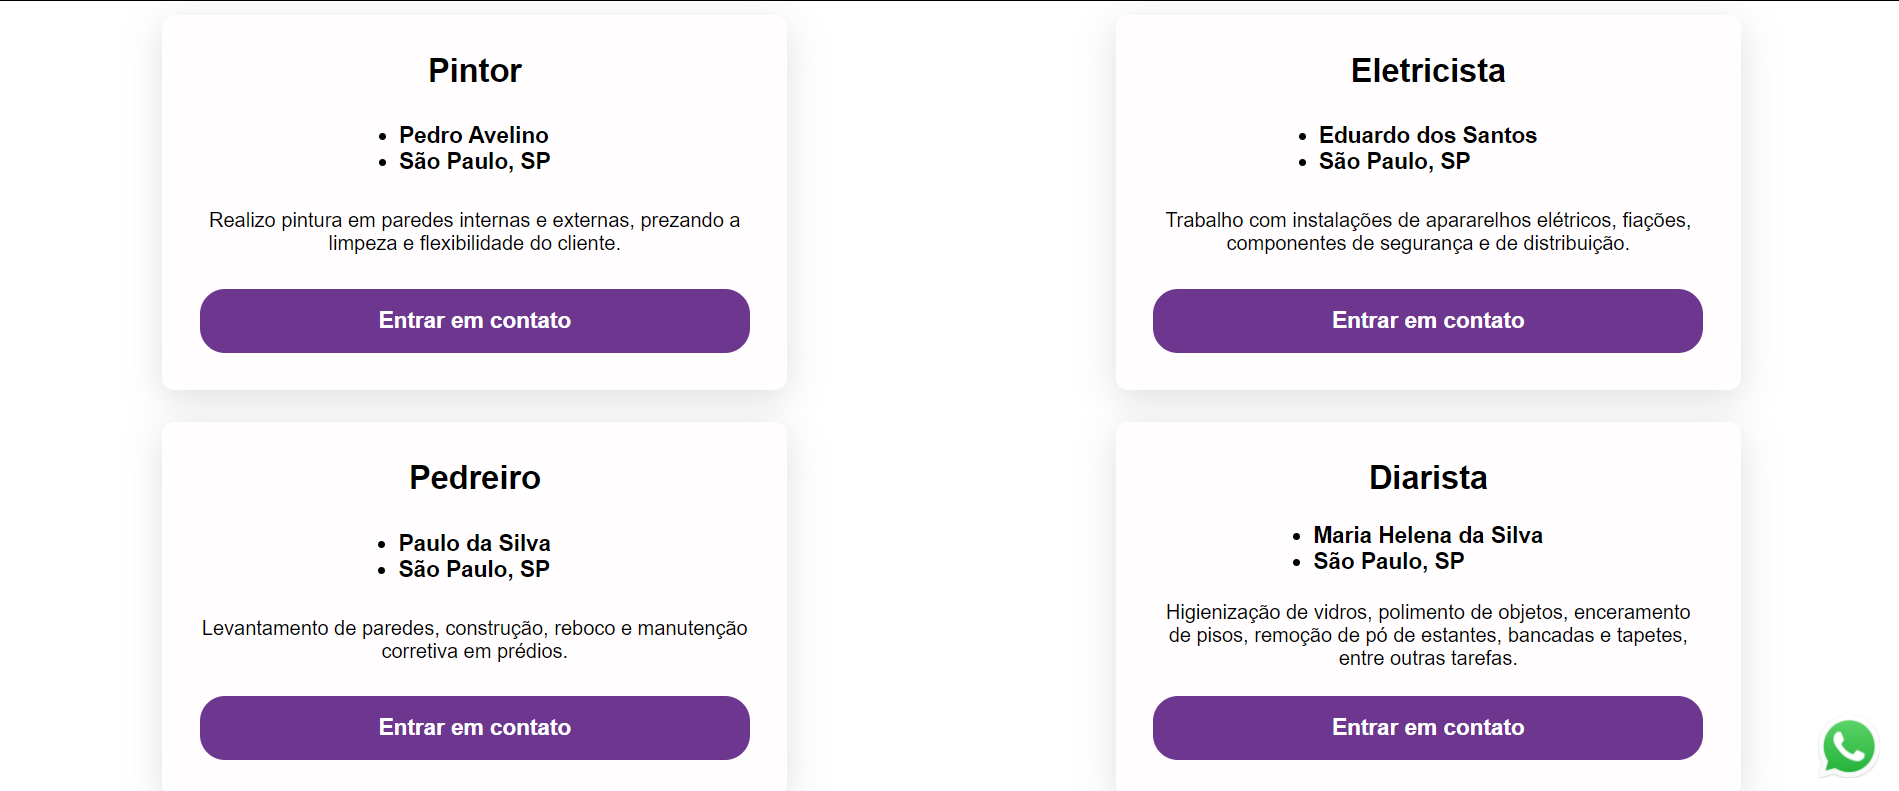 Pintor
Pedro Avelino
São Paulo, SP
Realizo pintura em paredes internas e externas, prezando a
limpeza e flexibilidade do cliente.
Entrar em contato
Eletricista
Eduardo dos Santos
São Paulo, SP
Trabalho com instalações de apararelhos elétricos, fiações,
componentes de segurança e de distribuição.
Entrar em contato
Pedreiro
Paulo da Silva
São Paulo, SP
Levantamento de paredes, construção, reboco e manutenção
corretiva em prédios.
Entrar em contato
Diarista
Maria Helena da Silva
São Paulo, SP
Higienização de vidros, polimento de objetos, enceramento
de pisos, remoção de pó de estantes, bancadas e tapetes,
entre outras tarefas.
Entrar em contato